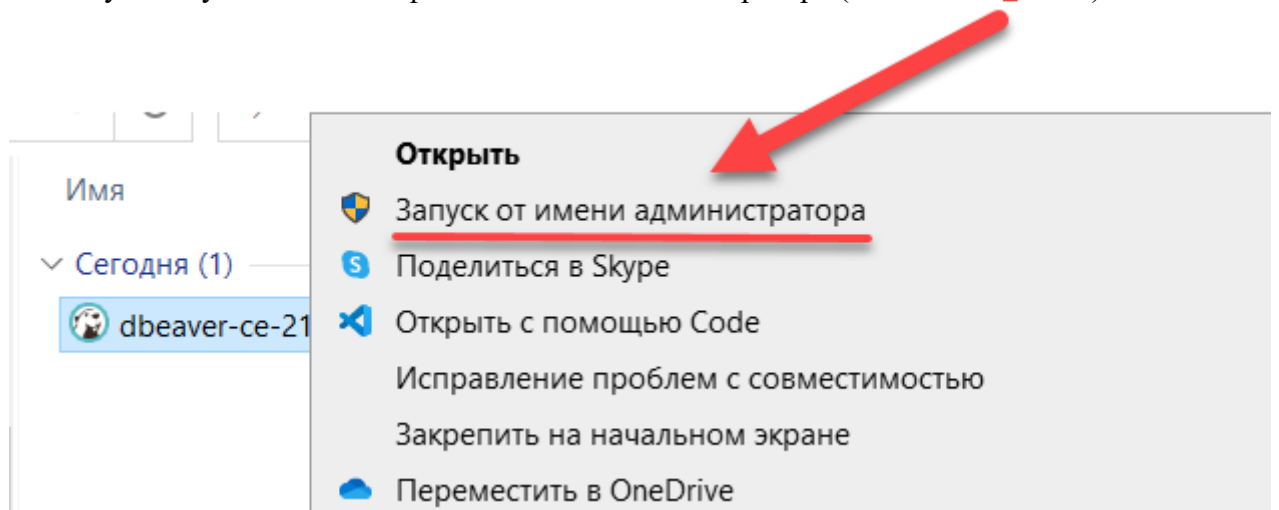 Открыть
Имя
Запуск от имени администратора
Сегодня (1)
Поделиться в Skype
dbeaver-ce-21
Открыть с помощью Code
Исправление проблем с совместимостью
Закрепить на начальном экране
Переместить в OneDrive